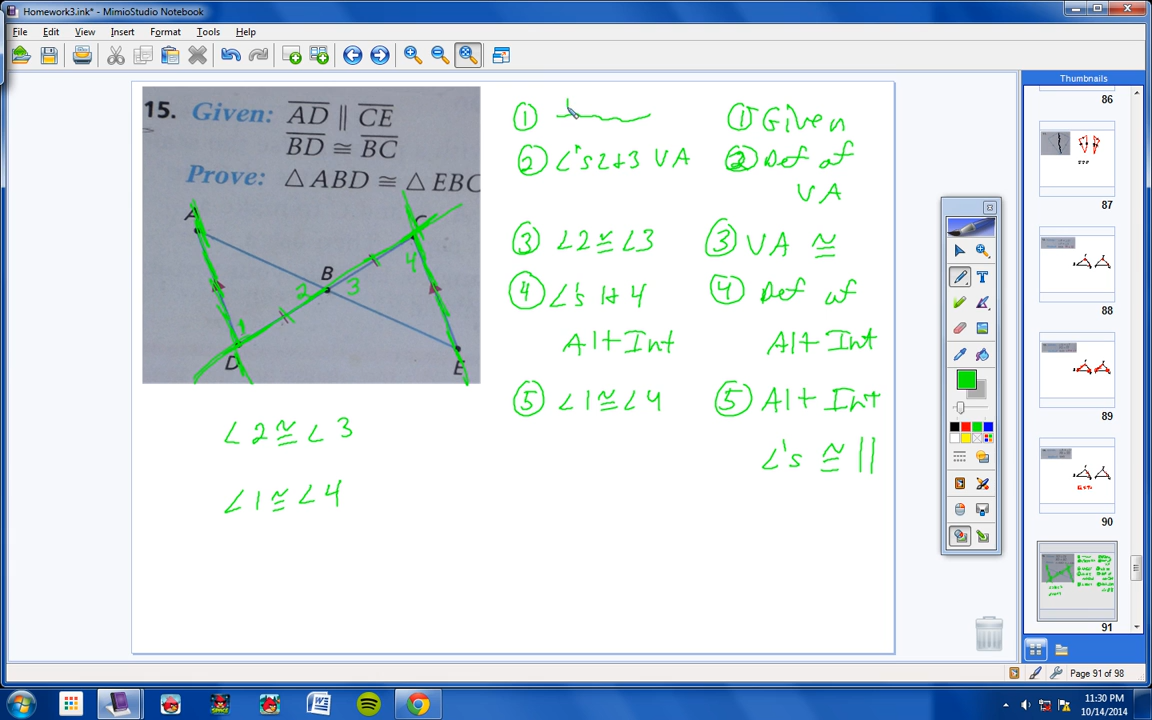 Homework3.ink* - MimioStudio Notebook
File Edit View Insert Format Tools Help
Thumbnails
15. Given: AD ∥ CE
BD ≅ BC
Prove: △ABD ≅ △EBC
A
C
B
D
E
1
2
3
4
∠2 ≅ ∠3
∠1 ≅ ∠4
① ① Given
② ∠'s 2+3 VA ② Def of
VA
③ ∠2 ≅ ∠3 ③ VA ≅
④ ∠'s 1+4 ④ Def of
Alt Int Alt Int
⑤ ∠1 ≅ ∠4 ⑤ Alt Int
∠'s ≅ ||
86
87
88
89
90
91
Page 91 of 98
11:30 PM
10/14/2014